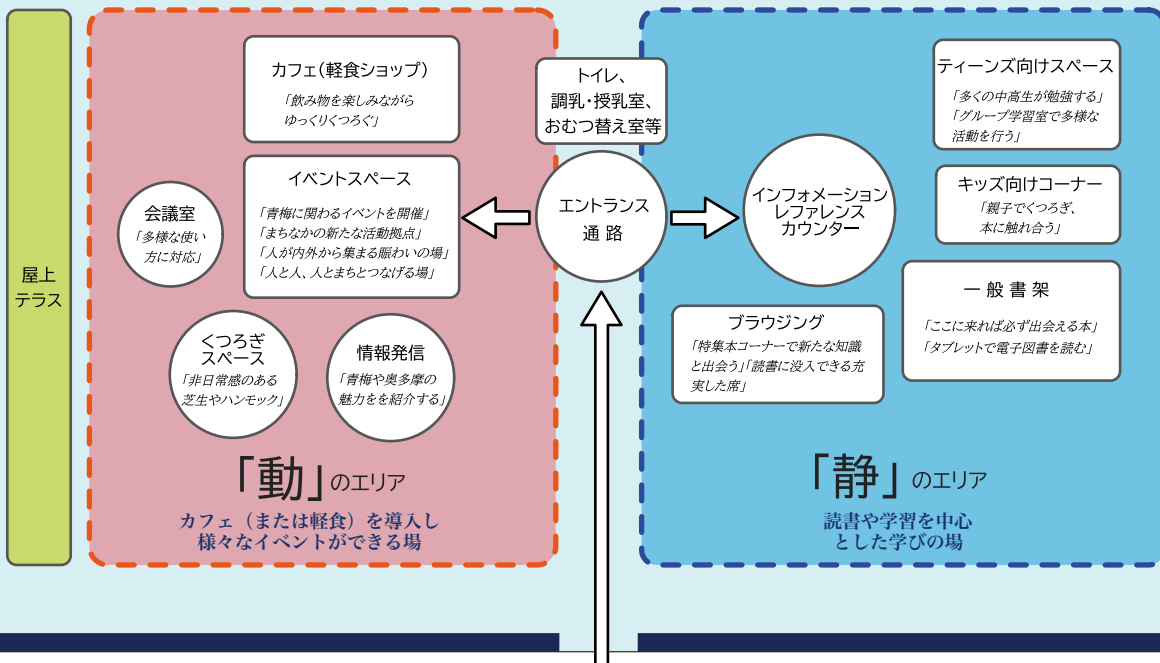 屋上
テラス
カフェ（軽食ショップ）
「飲み物を楽しみながら
ゆっくりくつろぐ」
イベントスペース
「青梅に関わるイベントを開催」
「まちなかの新たな活動拠点」
「人が内外から集まる賑わいの場」
「人と人、人とまちとつなげる場」
会議室
「多様な使い
方に対応」
くつろぎ
スペース
「非日常感のある
芝生やハンモック」
情報発信
「青梅や奥多摩の
魅力をを紹介する」
「動」のエリア
カフェ（または軽食）を導入し
様々なイベントができる場
トイレ、
調乳・授乳室、
おむつ替え室等
エントランス
通路
インフォメーション
レファレンス
カウンター
ティーンズ向けスペース
「多くの中高生が勉強する」
「グループ学習室で多様な
活動を行う」
キッズ向けコーナー
「親子でくつろぎ、
本に触れ合う」
一般書架
「ここに来れば必ず出会える本」
「タブレットで電子図書を読む」
ブラウジング
「特集本コーナーで新たな知識
と出会う」「読書に没入できる充
実した席」
「静」のエリア
読書や学習を中心
とした学びの場